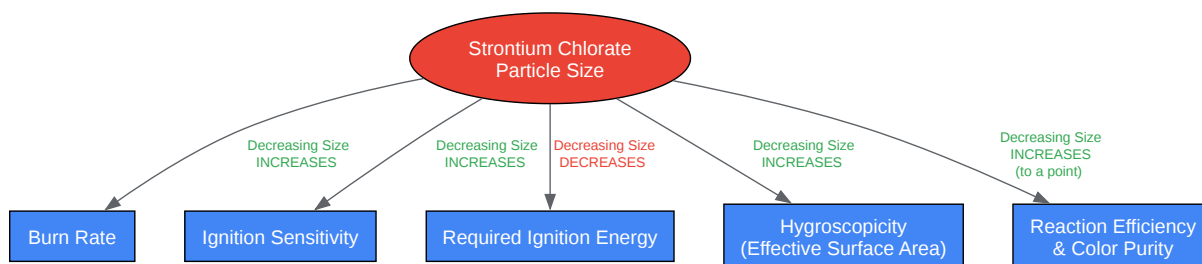 Strontium Chlorate
Particle Size
Decreasing Size
INCREASES
Decreasing Size
INCREASES
Decreasing Size
DECREASES
Decreasing Size
INCREASES
Decreasing Size
INCREASES
(to a point)
Burn Rate
Ignition Sensitivity
Required Ignition Energy
Hygroscopicity
(Effective Surface Area)
Reaction Efficiency
& Color Purity